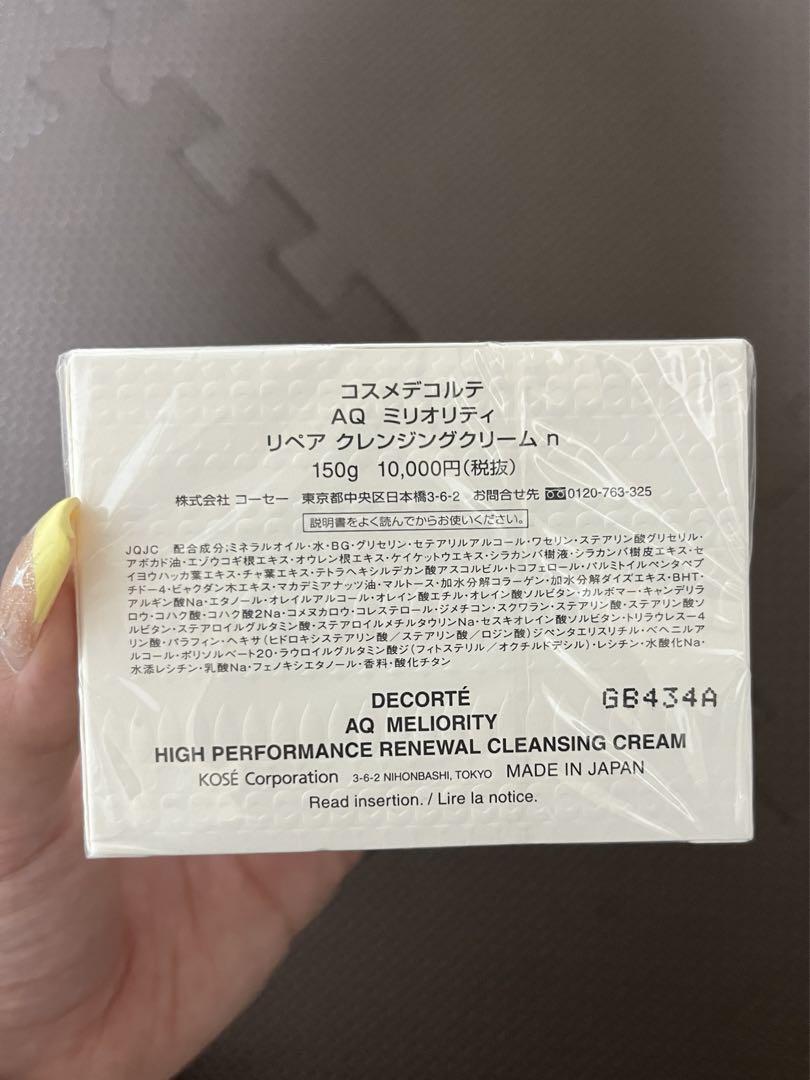 コスメデコルテ
AQ ミリオリティ
リペア クレンジングクリーム n
150g 10,000円(税抜)
株式会社 コーセー 東京都中央区日本橋3-6-2 お問合せ先 0120-763-325
説明書をよく読んでからお使いください。
JQJC 配合成分;ミネラルオイル・水・BG・グリセリン・セテアリルアルコール・ワセリン・ステアリン酸グリセリル・
アボカド油・エゾウコギ根エキス・オウレン根エキス・ケイケットウエキス・シラカンバ樹液・シラカンバ樹皮エキス・セ
イヨウハッカ葉エキス・チャ葉エキス・テトラヘキシルデカン酸アスコルビル・トコフェロール・パルミトイルペンタペプ
チド-4・ビャクダン木エキス・マカデミアナッツ油・マルトース・加水分解コラーゲン・加水分解ダイズエキス・BHT・
アルギン酸Na・エタノール・オレイルアルコール・オレイン酸エチル・オレイン酸ソルビタン・カルボマー・キャンデリラ
ロウ・コハク酸・コハク酸2Na・コメヌカロウ・コレステロール・ジメチコン・スクワラン・ステアリン酸・ステアリン酸ソ
ルビタン・ステアロイルグルタミン酸・ステアロイルメチルタウリンNa・セスキオレイン酸ソルビタン・トリラウレス-4
リン酸・パラフィン・ヘキサ(ヒドロキシステアリン酸/ステアリン酸/ロジン酸)ジペンタエリスリチル・ベヘニルア
ルコール・ポリソルベート20・ラウロイルグルタミン酸ジ(フィトステリル/オクチルドデシル)・レシチン・水酸化Na・
水添レシチン・乳酸Na・フェノキシエタノール・香料・酸化チタン
DECORTÉ GB434A
AQ MELIORITY
HIGH PERFORMANCE RENEWAL CLEANSING CREAM
KOSÉ Corporation 3-6-2 NIHONBASHI, TOKYO MADE IN JAPAN
Read insertion. / Lire la notice.